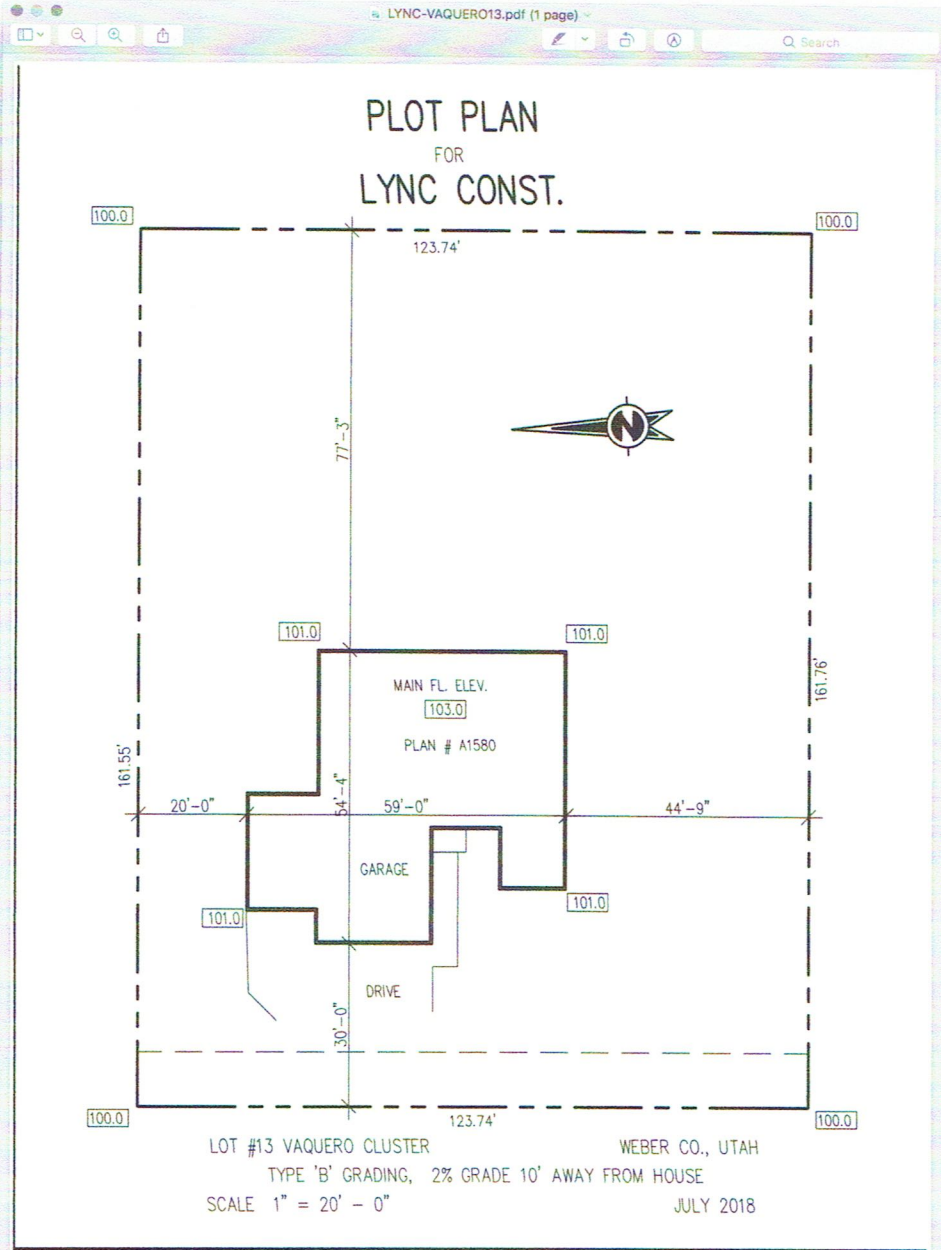 LYNC-VAQUERO13.pdf (1 page)
Search
PLOT PLAN
FOR
LYNC CONST.
100.0
100.0
123.74'
77'-3"
N
101.0
101.0
MAIN FL. ELEV.
103.0
PLAN # A1580
161.76'
161.55'
54'-4"
20'-0"
59'-0"
44'-9"
GARAGE
101.0
101.0
DRIVE
30'-0"
100.0
100.0
123.74'
LOT #13 VAQUERO CLUSTER
WEBER CO., UTAH
TYPE 'B' GRADING, 2% GRADE 10' AWAY FROM HOUSE
SCALE 1" = 20' - 0"
JULY 2018